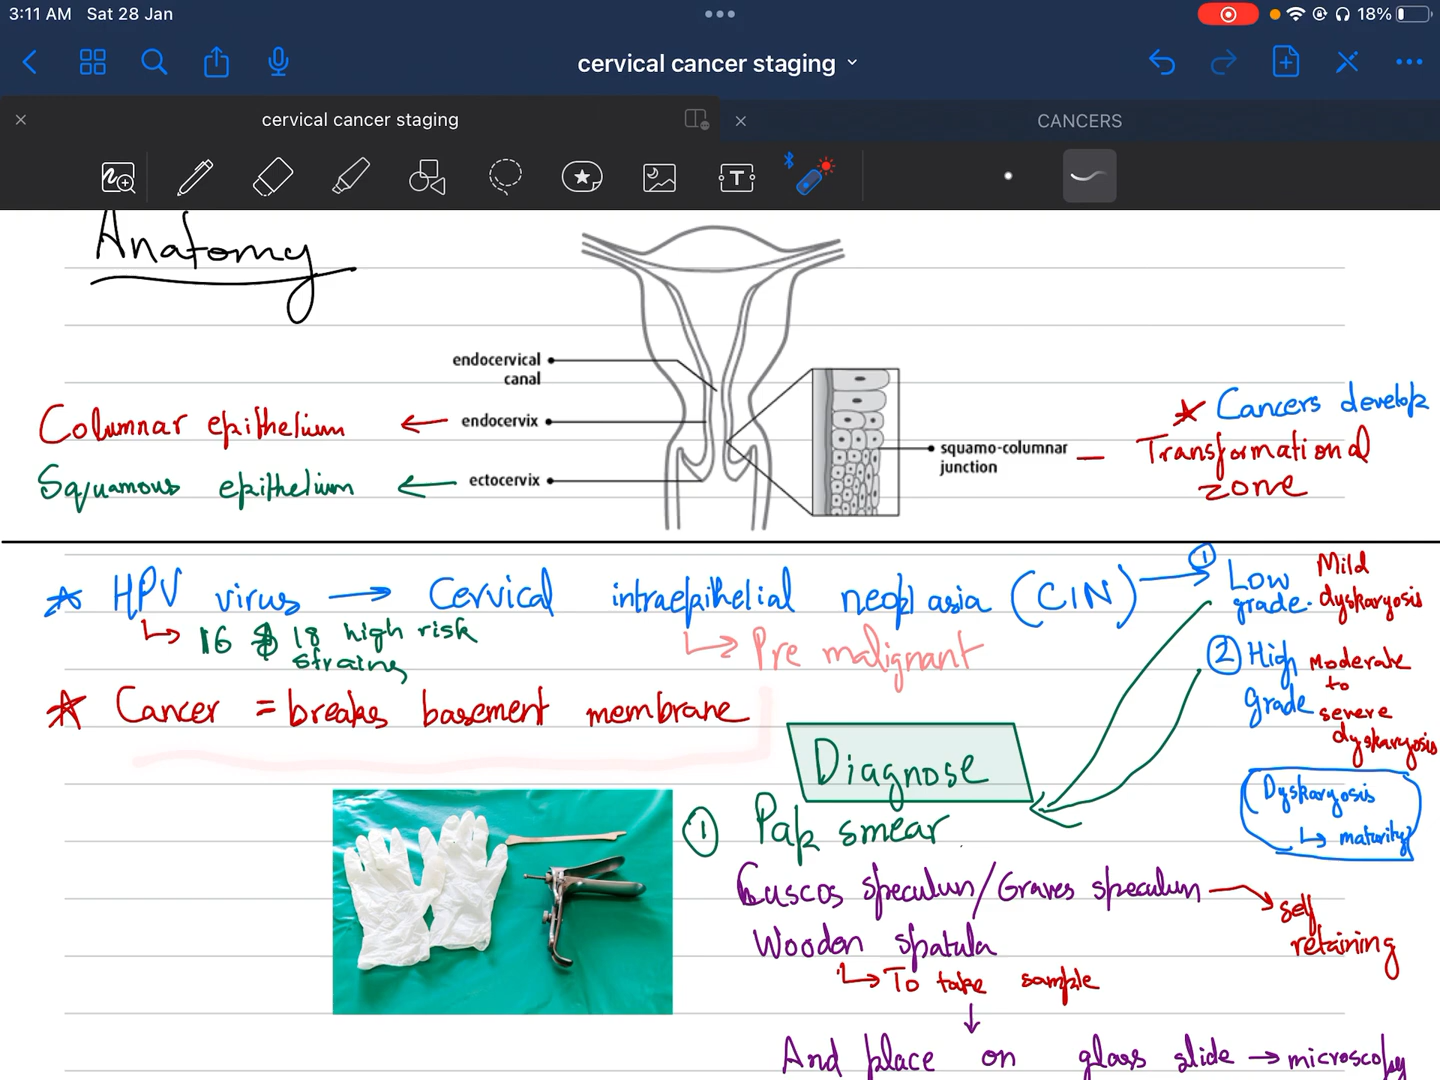 3:11 AM Sat 28 Jan
18%
cervical cancer staging
cervical cancer staging
CANCERS
T
Anatomy
endocervical
canal
Columnar epithelium ← endocervix
Squamous epithelium ← ectocervix
squamo-columnar
junction
* Cancers develop
– Transformational
zone
* HPV virus → Cervical intraepithelial neoplasia (CIN) → ① Low
grade.
Mild
dyskaryosis
↳ 16 & 18 high risk
strains
↳ Pre malignant
② High
grade
Moderate
to
severe
dyskaryosis
* Cancer = breaks basement membrane
Dyskaryosis
↳ maturity
Diagnose
① Pap smear
Cuscos speculum/Graves speculum → self
retaining
Wooden spatula
↳ To take sample
↓
And place on glass slide → microscopy